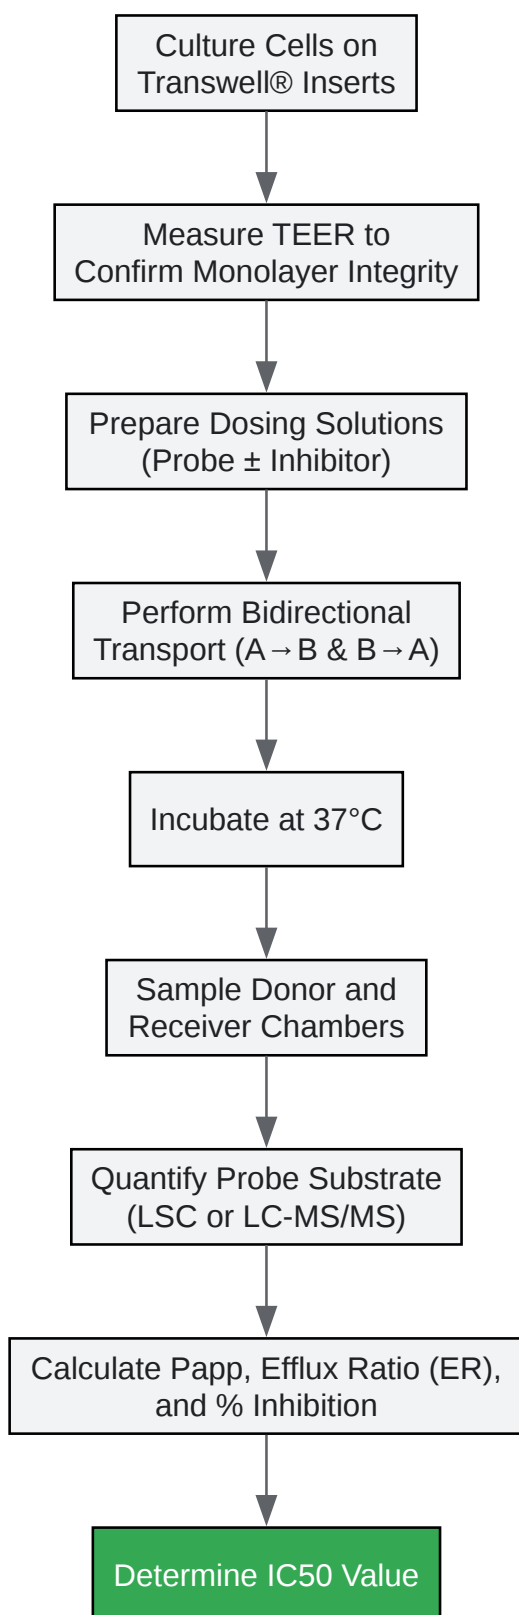 Culture Cells on
Transwell® Inserts
Measure TEER to
Confirm Monolayer Integrity
Prepare Dosing Solutions
(Probe ± Inhibitor)
Perform Bidirectional
Transport (A→B & B→A)
Incubate at 37°C
Sample Donor and
Receiver Chambers
Quantify Probe Substrate
(LSC or LC-MS/MS)
Calculate Papp, Efflux Ratio (ER),
and % Inhibition
Determine IC50 Value